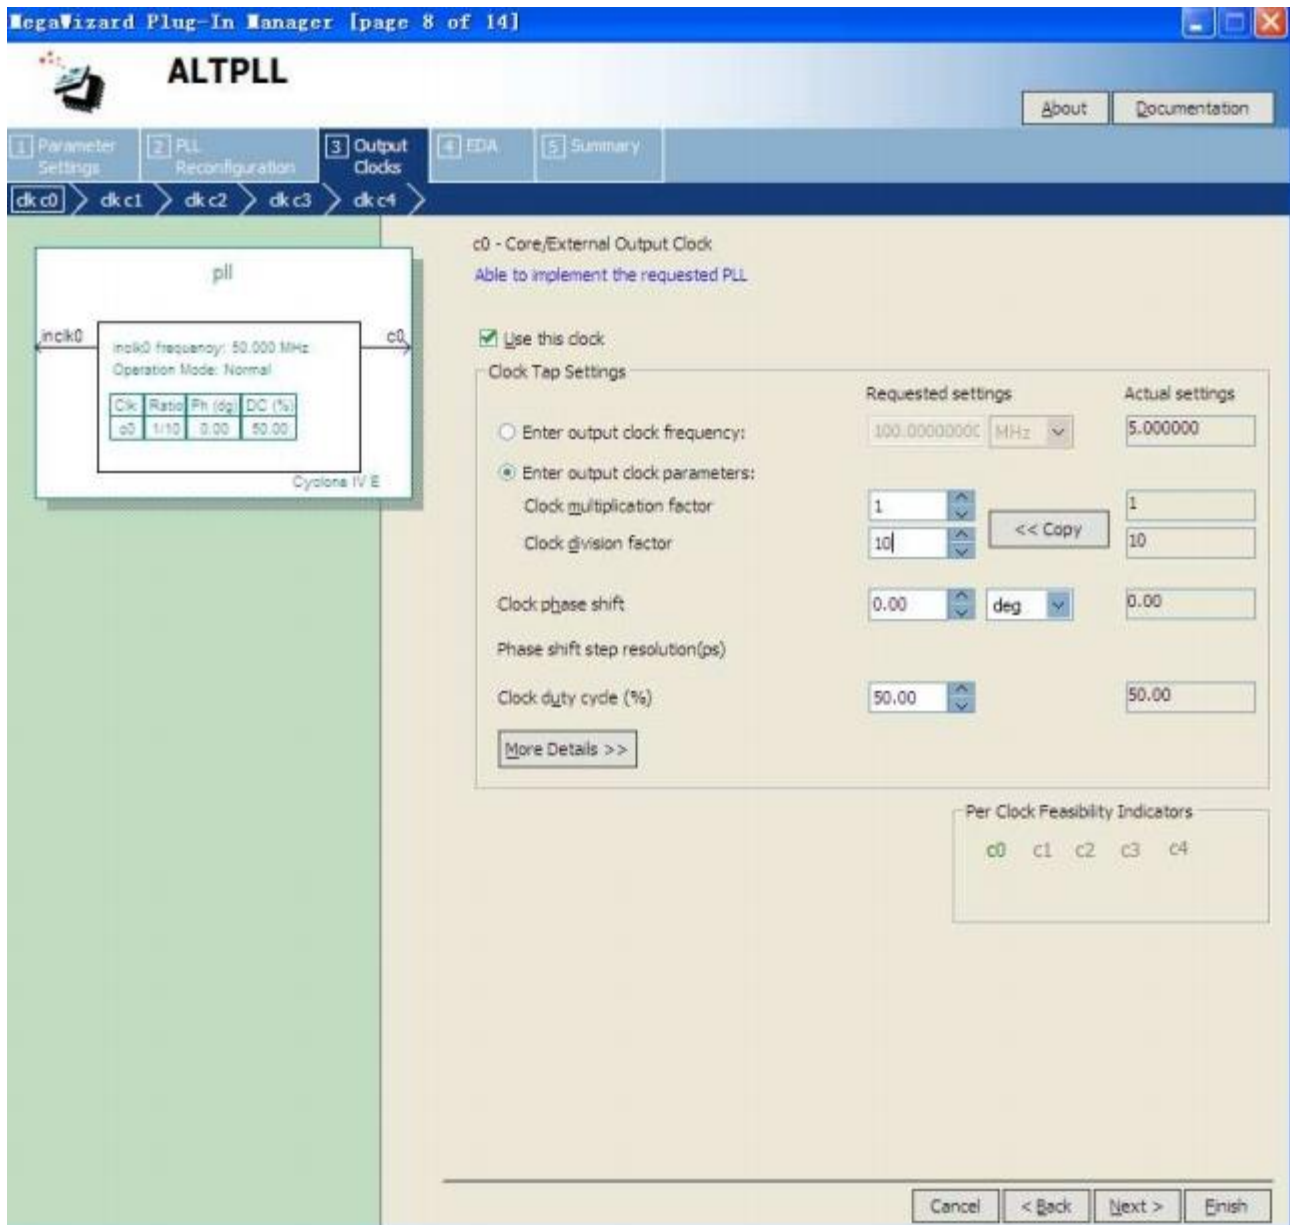 MegaWizard Plug-In Manager [page 8 of 14]
ALTPLL
About
Documentation
1 Parameter Settings
2 PLL Reconfiguration
3 Output Clocks
4 EDA
5 Summary
clk c0
clk c1
clk c2
clk c3
clk c4
pll
inclk0
c0
inclk0 frequency: 50.000 MHz
Operation Mode: Normal
Clk Ratio Ph (dg) DC (%)
c0 1/10 0.00 50.00
Cyclone IV E
c0 - Core/External Output Clock
Able to implement the requested PLL
Use this clock
Clock Tap Settings
Requested settings
Actual settings
Enter output clock frequency:
100.0000000
MHz
5.000000
Enter output clock parameters:
Clock multiplication factor
1
<< Copy
1
Clock division factor
10
10
Clock phase shift
0.00
deg
0.00
Phase shift step resolution(ps)
Clock duty cycle (%)
50.00
50.00
More Details >>
Per Clock Feasibility Indicators
c0 c1 c2 c3 c4
Cancel
< Back
Next >
Finish